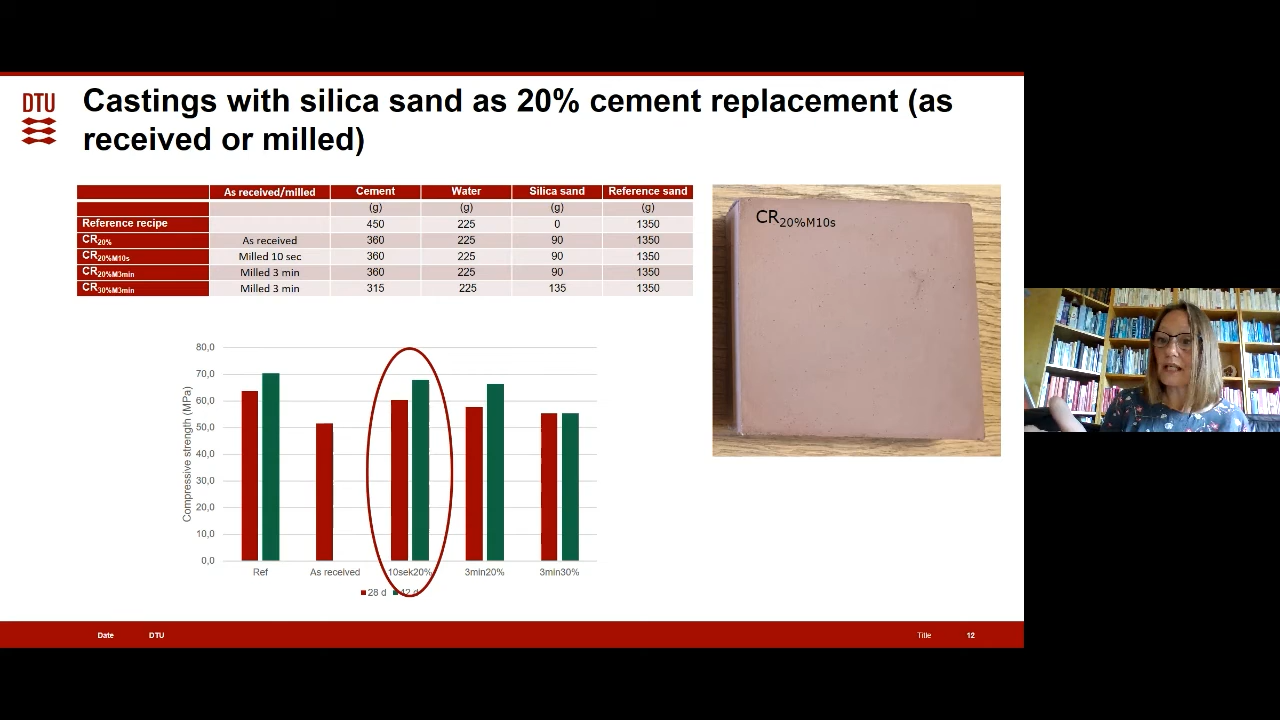 DTU
Castings with silica sand as 20% cement replacement (as
received or milled)
As received/milled Cement Water Silica sand Reference sand
(g) (g) (g) (g)
Reference recipe 450 225 0 1350
CR20% As received 360 225 90 1350
CR20%M10s Milled 10 sec 360 225 90 1350
CR20%M3min Milled 3 min 360 225 90 1350
CR30%M3min Milled 3 min 315 225 135 1350
CR20%M10s
Compressive strength (MPa)
80,0
70,0
60,0
50,0
40,0
30,0
20,0
10,0
0,0
Ref As received 10sek20% 3min20% 3min30%
28 d 42 d
Date DTU Title 12